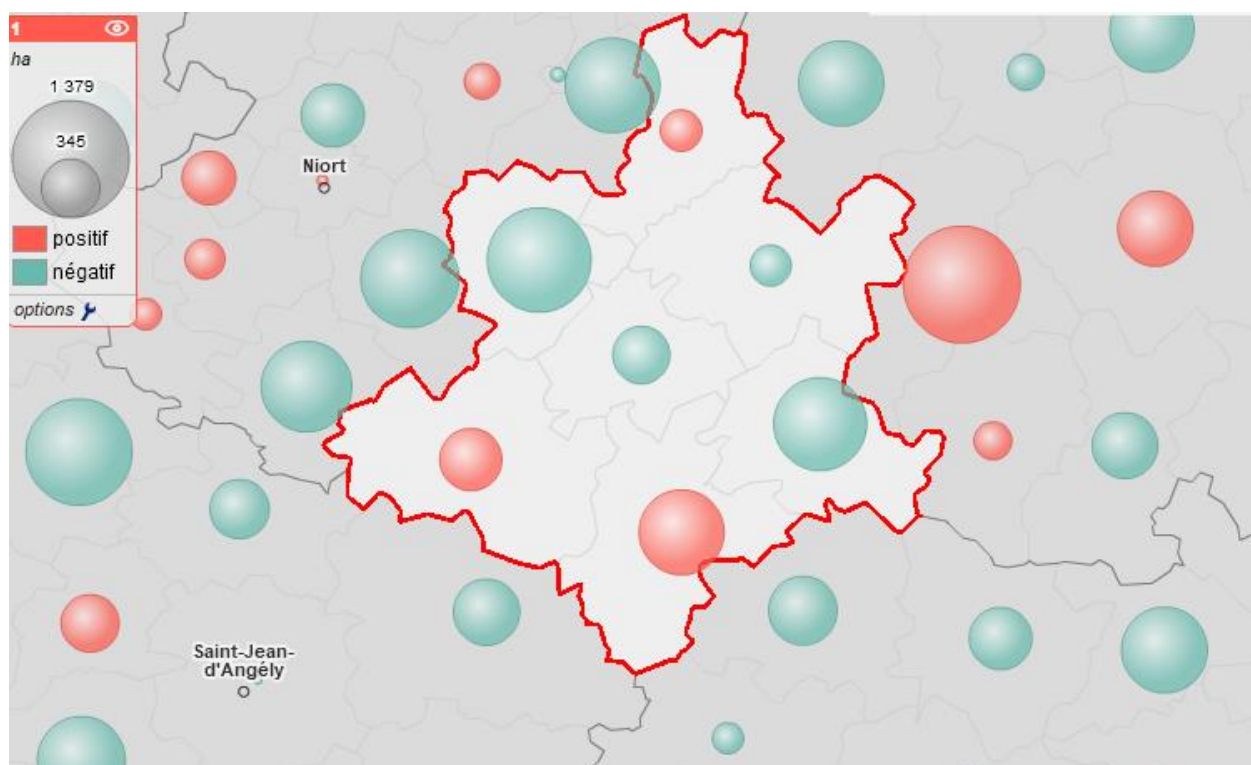 1
ha
1 379
345
positif
négatif
options
Niort
Saint-Jean-
d'Angély